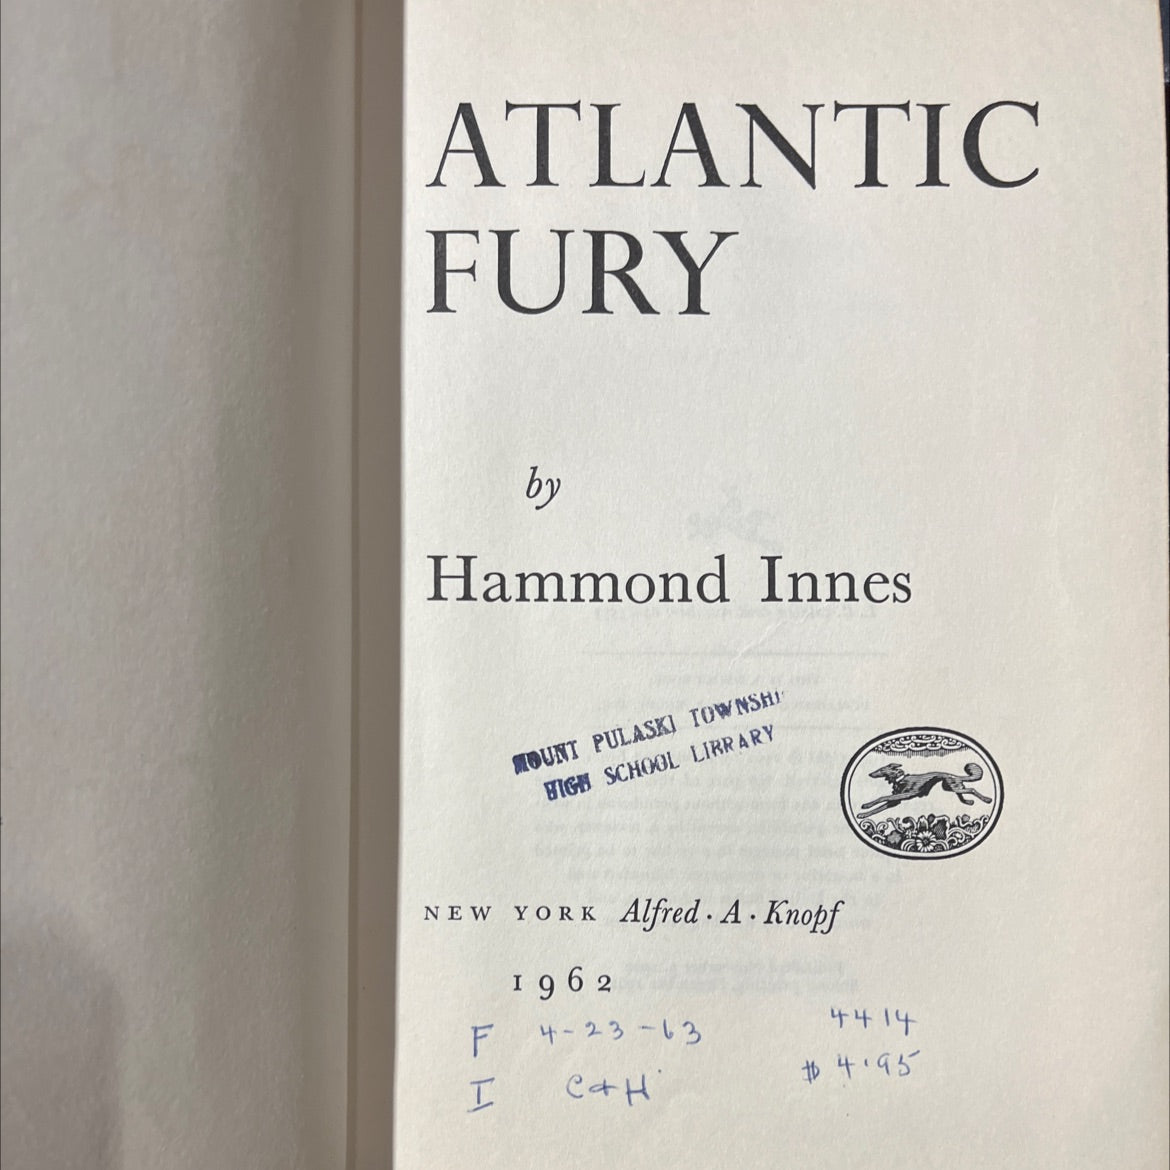 ATLANTIC
FURY
by
Hammond Innes
MOUNT PULASKI TOWNSHI
HIGH SCHOOL LIBRARY
NEW YORK Alfred · A · Knopf
1962
F 4-23-63 4414
I C&H $4.95